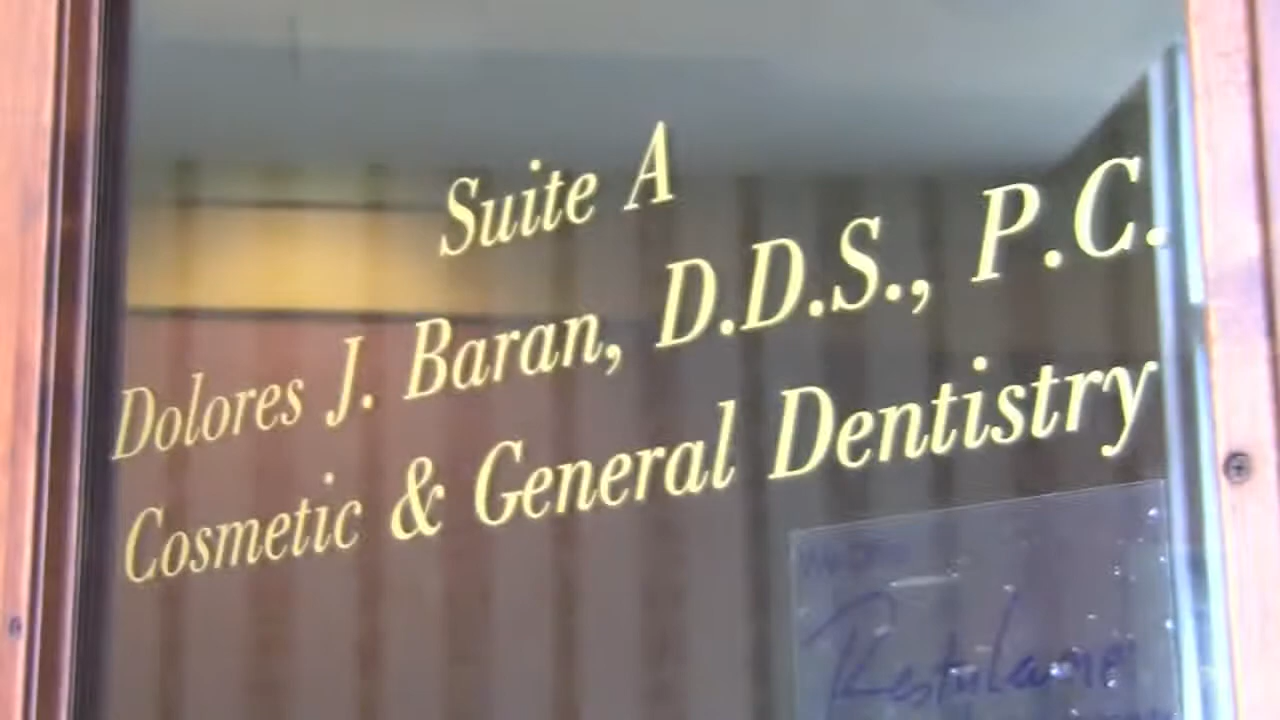 Suite A
Dolores J. Baran, D.D.S., P.C.
Cosmetic & General Dentistry